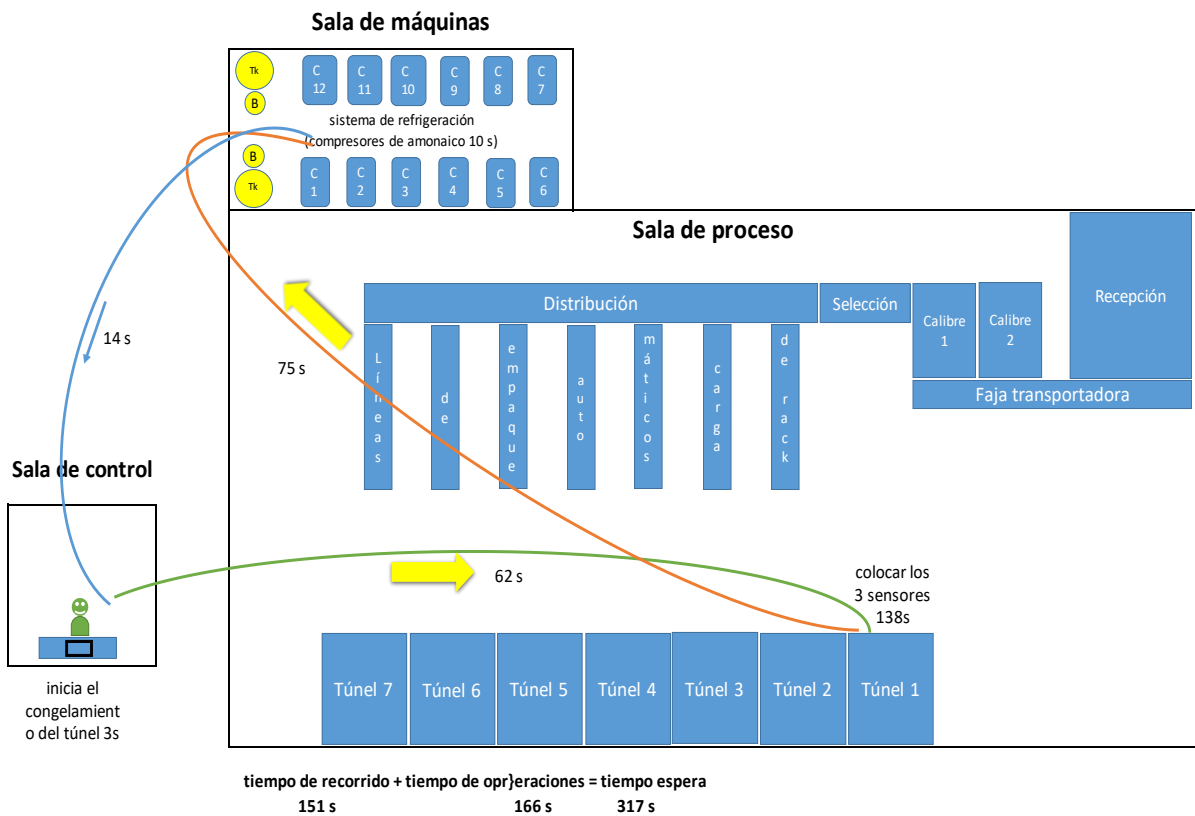 Sala de máquinas
Tk
C 12
C 11
C 10
C 9
C 8
C 7
B
sistema de refrigeración
(compresores de amonaico 10 s)
B
Tk
C 1
C 2
C 3
C 4
C 5
C 6
Sala de proceso
Recepción
Distribución
Selección
Calibre 1
Calibre 2
Faja transportadora
Líneas
de
empaque
auto
máticos
carga
de rack
14 s
75 s
Sala de control
62 s
colocar los
3 sensores
138s
Túnel 7
Túnel 6
Túnel 5
Túnel 4
Túnel 3
Túnel 2
Túnel 1
inicia el
congelamient
o del túnel 3s
tiempo de recorrido + tiempo de opr}eraciones = tiempo espera
151 s 166 s 317 s